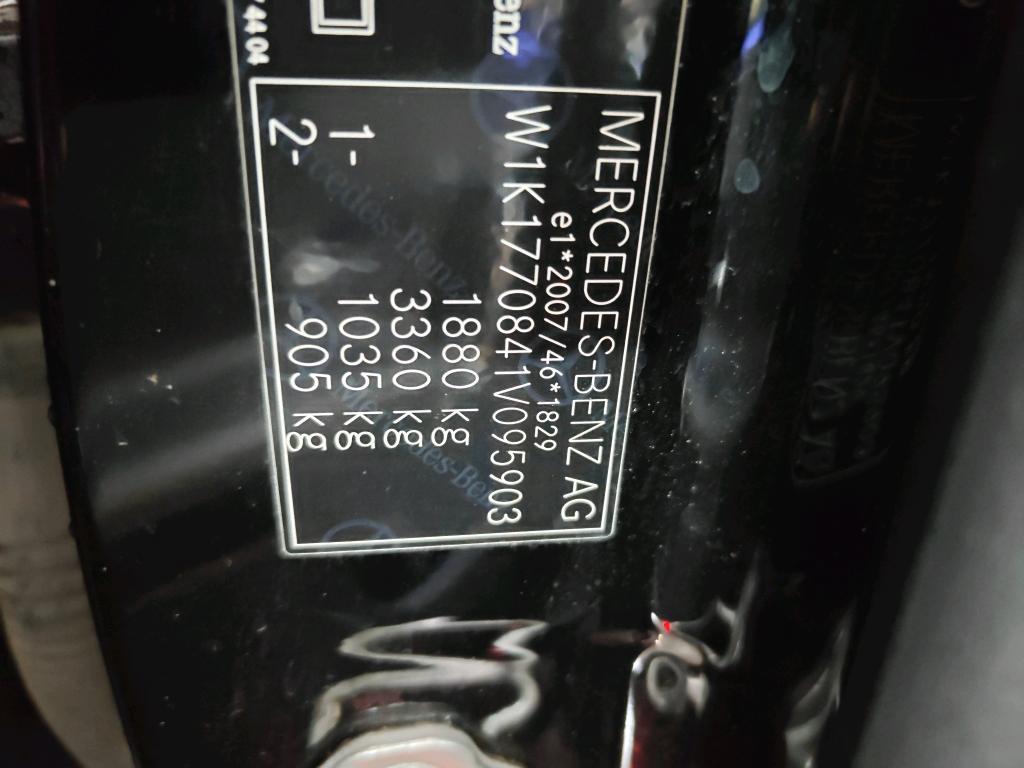 MERCEDES-BENZ AG
e1*2007/46*1829
W1K1770841V095903
1880 kg
3360 kg
1- 1035 kg
2- 905 kg